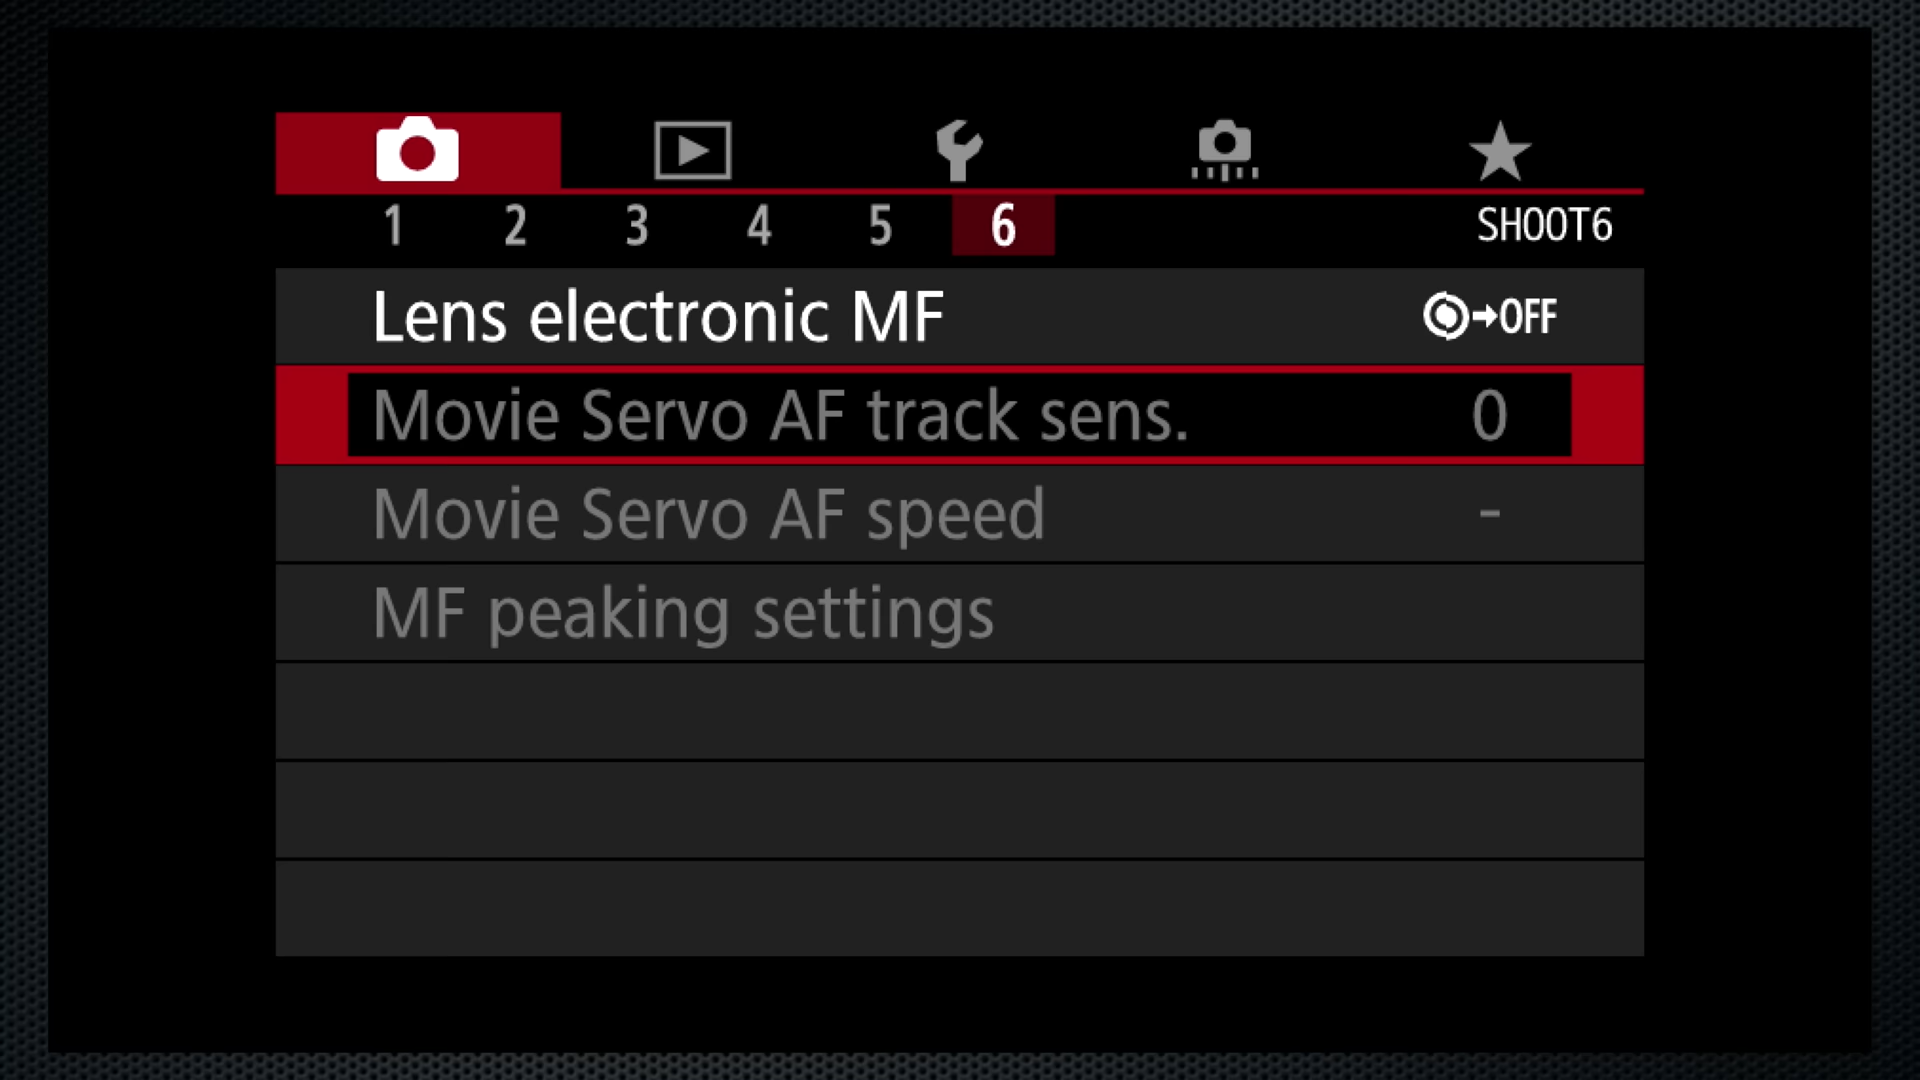 1 2 3 4 5 6 SHOOT6
Lens electronic MF →OFF
Movie Servo AF track sens. 0
Movie Servo AF speed -
MF peaking settings